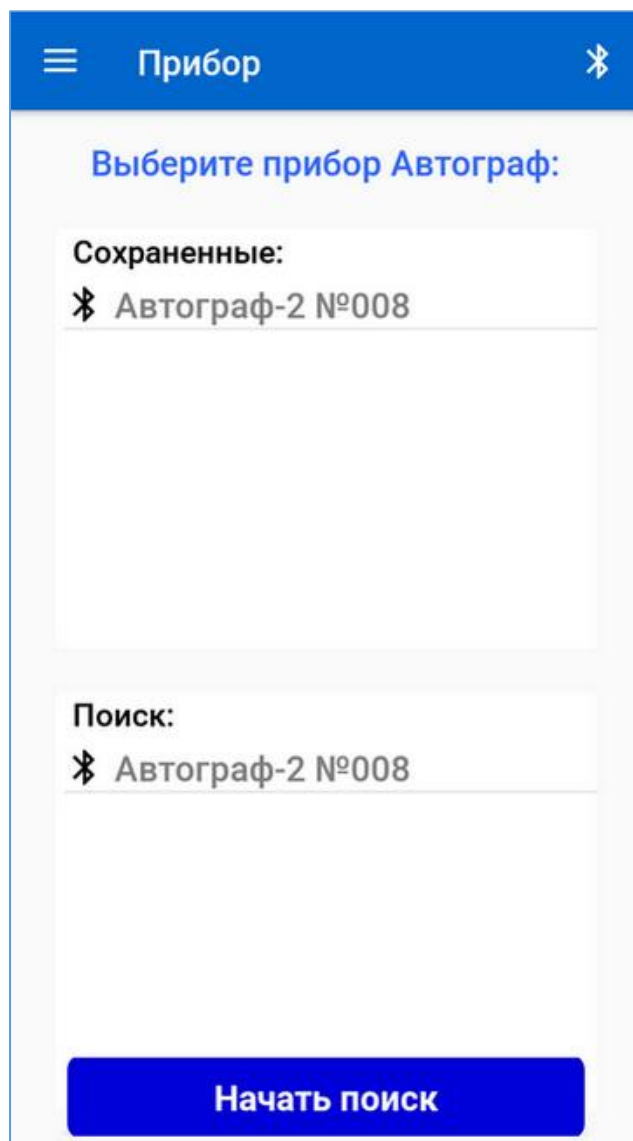 Прибор
Выберите прибор Автограф:
Сохраненные:
Автограф-2 №008
Поиск:
Автограф-2 №008
Начать поиск